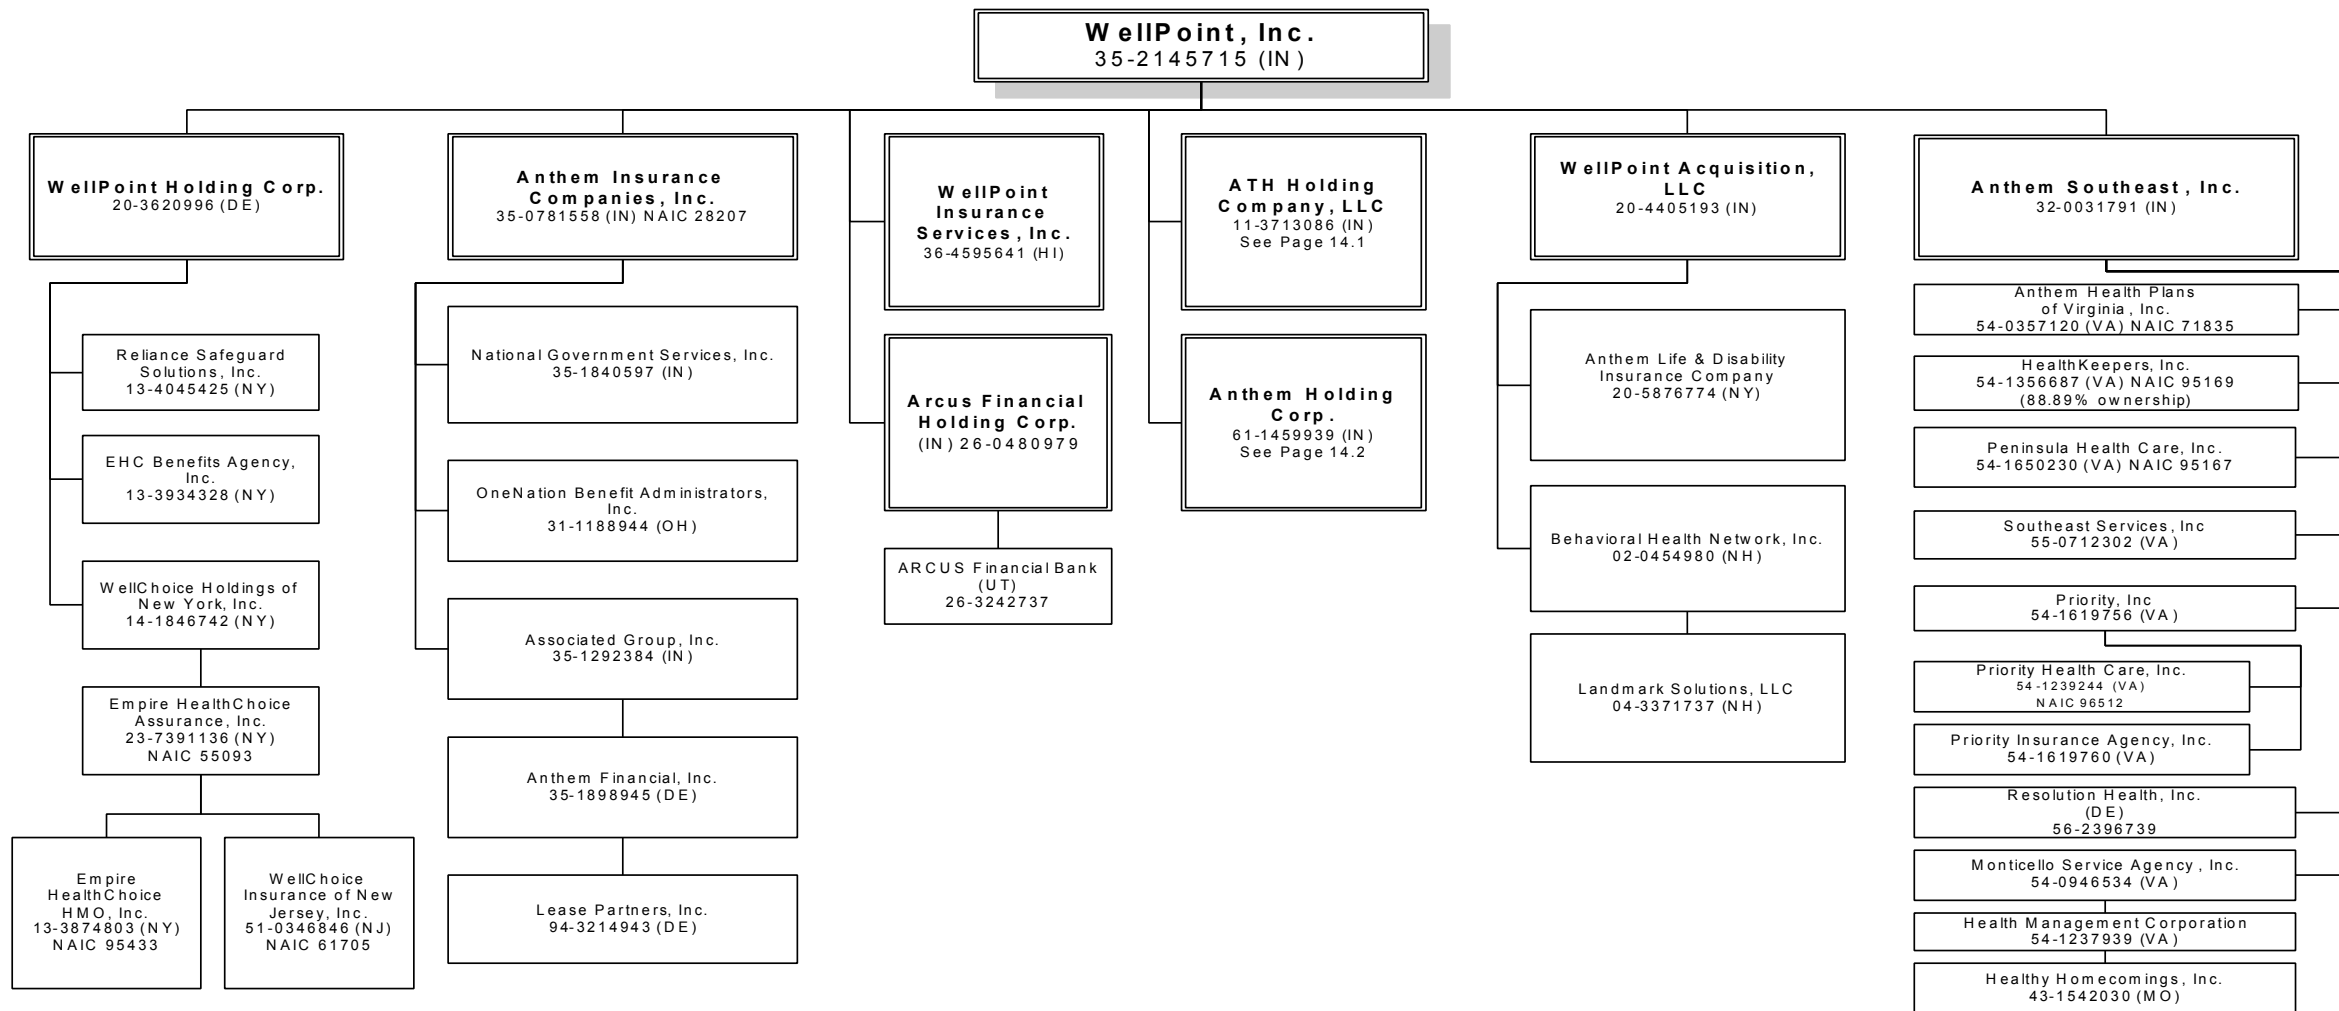 WellPoint, Inc.
35-2145715 (IN)
WellPoint Holding Corp.
20-3620996 (DE)
Reliance Safeguard
Solutions, Inc.
13-4045425 (NY)
EHC Benefits Agency,
Inc.
13-3934328 (NY)
WellChoice Holdings of
New York, Inc.
14-1846742 (NY)
Empire HealthChoice
Assurance, Inc.
23-7391136 (NY)
NAIC 55093
Empire
HealthChoice
HMO, Inc.
13-3874803 (NY)
NAIC 95433
WellChoice
Insurance of New
Jersey, Inc.
51-0346846 (NJ)
NAIC 61705
Anthem Insurance
Companies, Inc.
35-0781558 (IN) NAIC 28207
National Government Services, Inc.
35-1840597 (IN)
OneNation Benefit Administrators,
Inc.
31-1188944 (OH)
Associated Group, Inc.
35-1292384 (IN)
Anthem Financial, Inc.
35-1898945 (DE)
Lease Partners, Inc.
94-3214943 (DE)
WellPoint
Insurance
Services, Inc.
36-4595641 (HI)
Arcus Financial
Holding Corp.
(IN) 26-0480979
ARCUS Financial Bank
(UT)
26-3242737
ATH Holding
Company, LLC
11-3713086 (IN)
See Page 14.1
Anthem Holding
Corp.
61-1459939 (IN)
See Page 14.2
WellPoint Acquisition,
LLC
20-4405193 (IN)
Anthem Life & Disability
Insurance Company
20-5876774 (NY)
Behavioral Health Network, Inc.
02-0454980 (NH)
Landmark Solutions, LLC
04-3371737 (NH)
Anthem Southeast, Inc.
32-0031791 (IN)
Anthem Health Plans
of Virginia, Inc.
54-0357120 (VA) NAIC 71835
HealthKeepers, Inc.
54-1356687 (VA) NAIC 95169
(88.89% ownership)
Peninsula Health Care, Inc.
54-1650230 (VA) NAIC 95167
Southeast Services, Inc
55-0712302 (VA)
Priority, Inc
54-1619756 (VA)
Priority Health Care, Inc.
54-1239244 (VA)
NAIC 96512
Priority Insurance Agency, Inc.
54-1619760 (VA)
Resolution Health, Inc.
(DE)
56-2396739
Monticello Service Agency, Inc.
54-0946534 (VA)
Health Management Corporation
54-1237939 (VA)
Healthy Homecomings, Inc.
43-1542030 (MO)